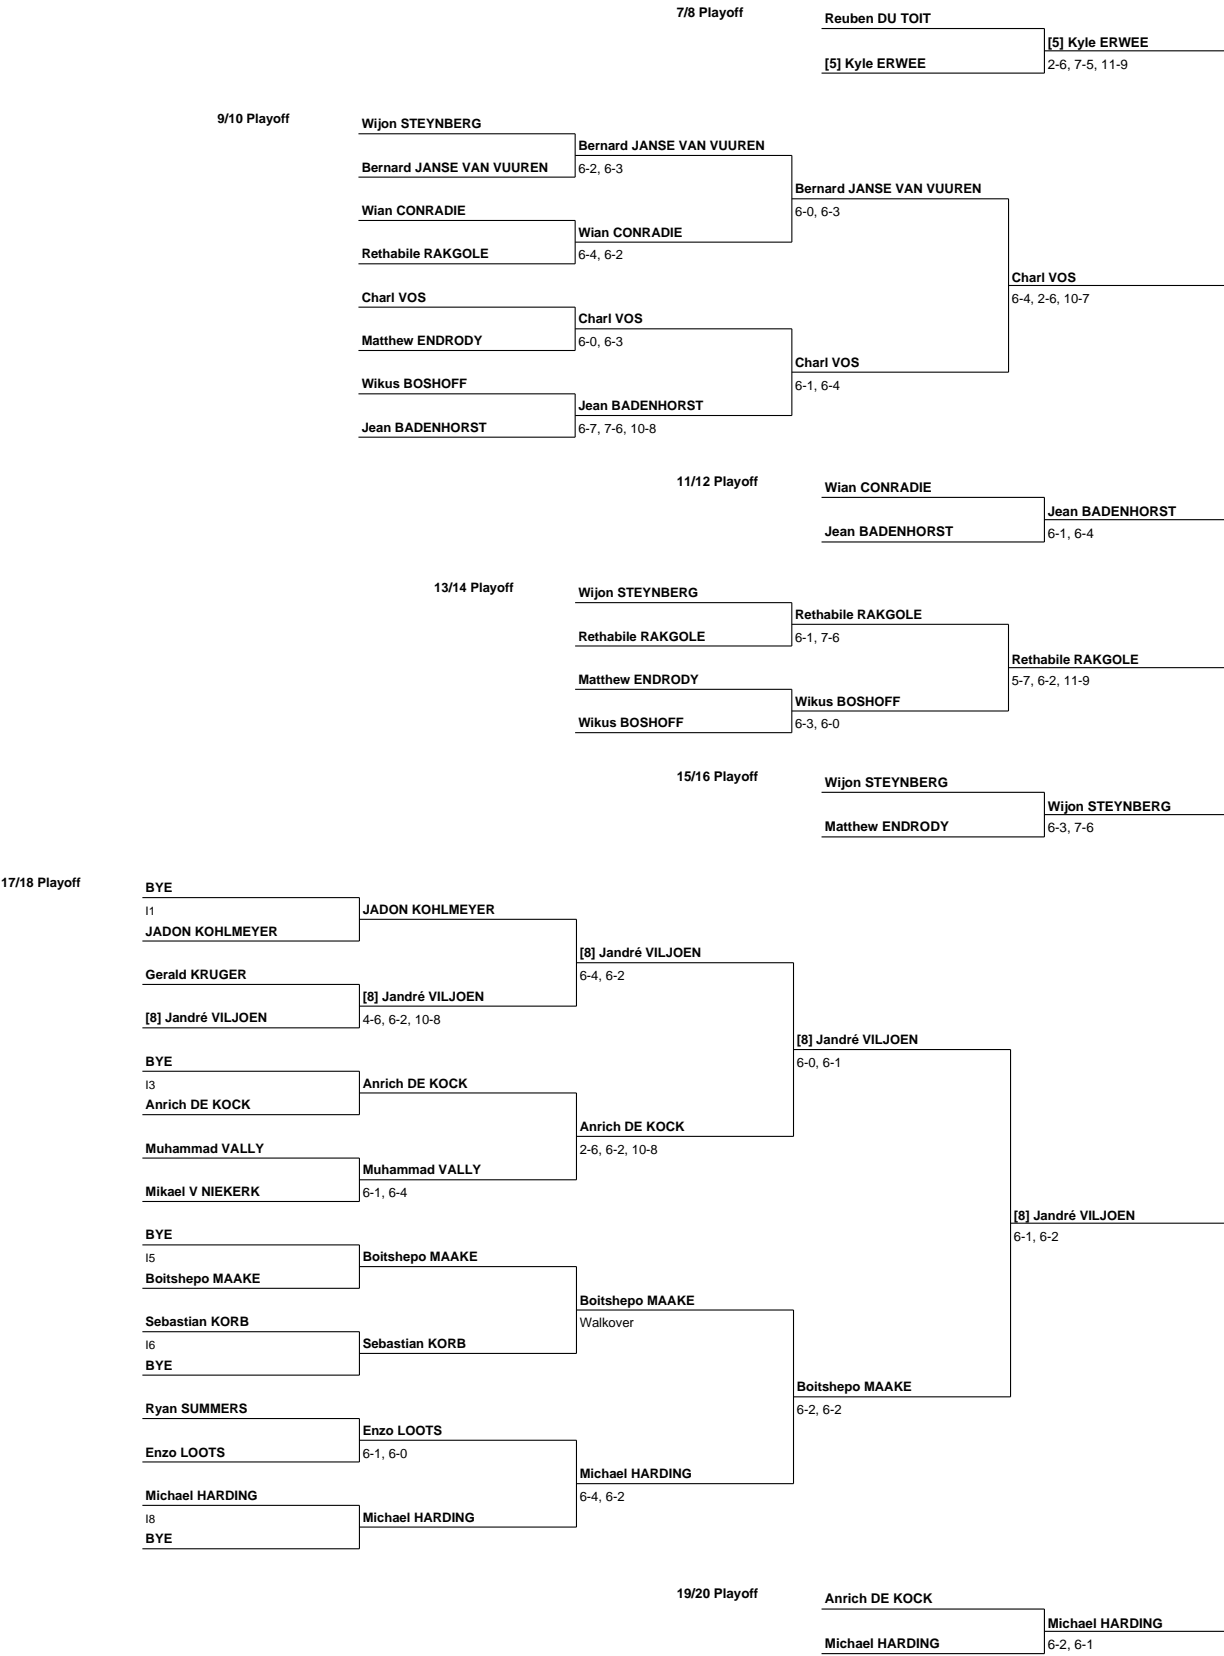 7/8 Playoff
Reuben DU TOIT
[5] Kyle ERWEE
[5] Kyle ERWEE
2-6, 7-5, 11-9
9/10 Playoff
Wijon STEYNBERG
Bernard JANSE VAN VUUREN
Bernard JANSE VAN VUUREN
6-2, 6-3
Bernard JANSE VAN VUUREN
6-0, 6-3
Wian CONRADIE
Wian CONRADIE
Rethabile RAKGOLE
6-4, 6-2
Charl VOS
6-4, 2-6, 10-7
Charl VOS
Charl VOS
Matthew ENDRODY
6-0, 6-3
Charl VOS
6-1, 6-4
Wikus BOSHOFF
Jean BADENHORST
Jean BADENHORST
6-7, 7-6, 10-8
11/12 Playoff
Wian CONRADIE
Jean BADENHORST
Jean BADENHORST
6-1, 6-4
13/14 Playoff
Wijon STEYNBERG
Rethabile RAKGOLE
Rethabile RAKGOLE
6-1, 7-6
Rethabile RAKGOLE
5-7, 6-2, 11-9
Matthew ENDRODY
Wikus BOSHOFF
Wikus BOSHOFF
6-3, 6-0
15/16 Playoff
Wijon STEYNBERG
Wijon STEYNBERG
Matthew ENDRODY
6-3, 7-6
17/18 Playoff
BYE
I1
JADON KOHLMEYER
JADON KOHLMEYER
[8] Jandré VILJOEN
6-4, 6-2
Gerald KRUGER
[8] Jandré VILJOEN
[8] Jandré VILJOEN
4-6, 6-2, 10-8
[8] Jandré VILJOEN
6-0, 6-1
BYE
I3
Anrich DE KOCK
Anrich DE KOCK
Anrich DE KOCK
2-6, 6-2, 10-8
Muhammad VALLY
Muhammad VALLY
Mikael V NIEKERK
6-1, 6-4
[8] Jandré VILJOEN
6-1, 6-2
BYE
I5
Boitshepo MAAKE
Boitshepo MAAKE
Boitshepo MAAKE
Walkover
Sebastian KORB
I6
Sebastian KORB
BYE
Boitshepo MAAKE
6-2, 6-2
Ryan SUMMERS
Enzo LOOTS
Enzo LOOTS
6-1, 6-0
Michael HARDING
6-4, 6-2
Michael HARDING
I8
Michael HARDING
BYE
19/20 Playoff
Anrich DE KOCK
Michael HARDING
Michael HARDING
6-2, 6-1